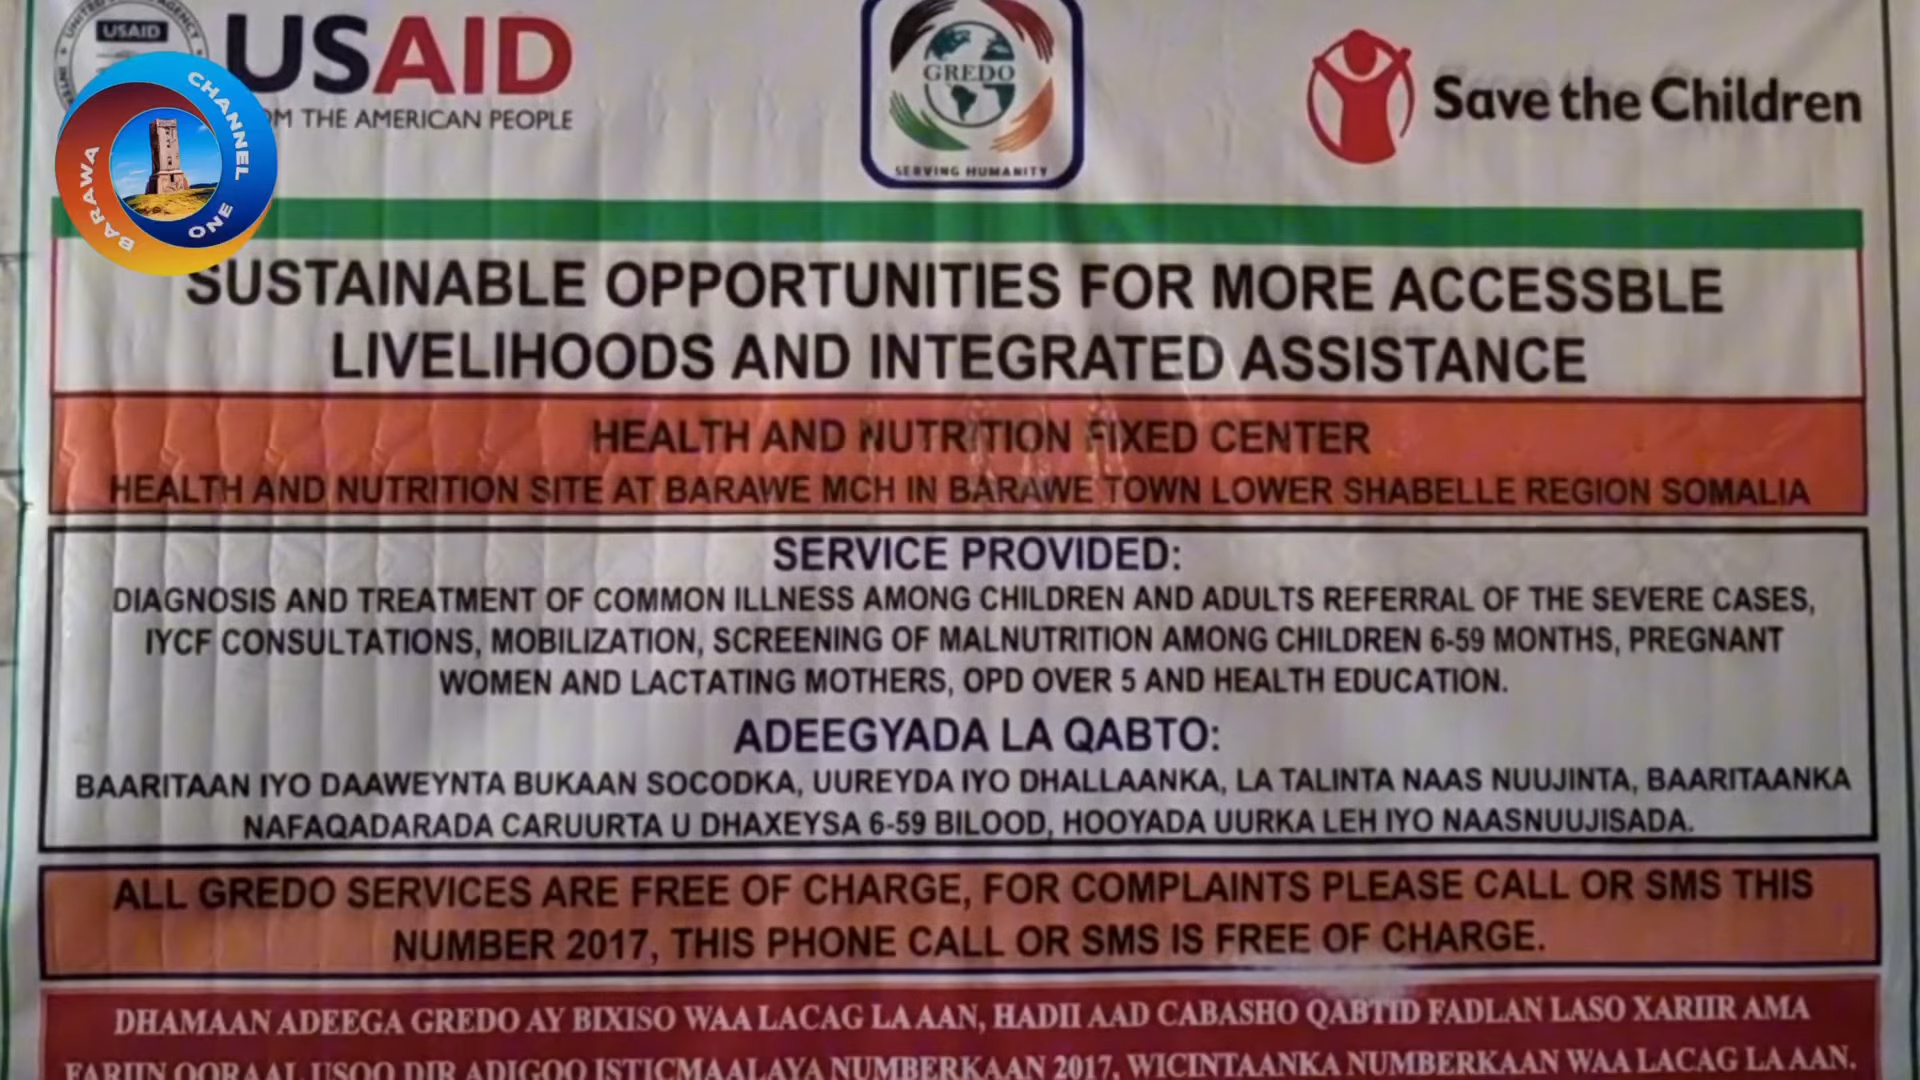 USAID
USAID
FROM THE AMERICAN PEOPLE
BARAWA CHANNEL ONE
GREDO
SERVING HUMANITY
Save the Children
SUSTAINABLE OPPORTUNITIES FOR MORE ACCESSBLE
LIVELIHOODS AND INTEGRATED ASSISTANCE
HEALTH AND NUTRITION FIXED CENTER
HEALTH AND NUTRITION SITE AT BARAWE MCH IN BARAWE TOWN LOWER SHABELLE REGION SOMALIA
SERVICE PROVIDED:
DIAGNOSIS AND TREATMENT OF COMMON ILLNESS AMONG CHILDREN AND ADULTS REFERRAL OF THE SEVERE CASES,
IYCF CONSULTATIONS, MOBILIZATION, SCREENING OF MALNUTRITION AMONG CHILDREN 6-59 MONTHS, PREGNANT
WOMEN AND LACTATING MOTHERS, OPD OVER 5 AND HEALTH EDUCATION.
ADEEGYADA LA QABTO:
BAARITAAN IYO DAAWEYNTA BUKAAN SOCODKA, UUREYDA IYO DHALLAANKA, LA TALINTA NAAS NUUJINTA, BAARITAANKA
NAFAQADARADA CARUURTA U DHAXEYSA 6-59 BILOOD, HOOYADA UURKA LEH IYO NAASNUUJISADA.
ALL GREDO SERVICES ARE FREE OF CHARGE, FOR COMPLAINTS PLEASE CALL OR SMS THIS
NUMBER 2017, THIS PHONE CALL OR SMS IS FREE OF CHARGE.
DHAMAAN ADEEGA GREDO AY BIXISO WAA LACAG LA AAN, HADII AAD CABASHO QABTID FADLAN LASO XARIIR AMA
FARIIN QORAAL USOO DIR ADIGOO ISTICMAALAYA NUMBERKAAN 2017, WICINTAANKA NUMBERKAAN WAA LACAG LA AAN.